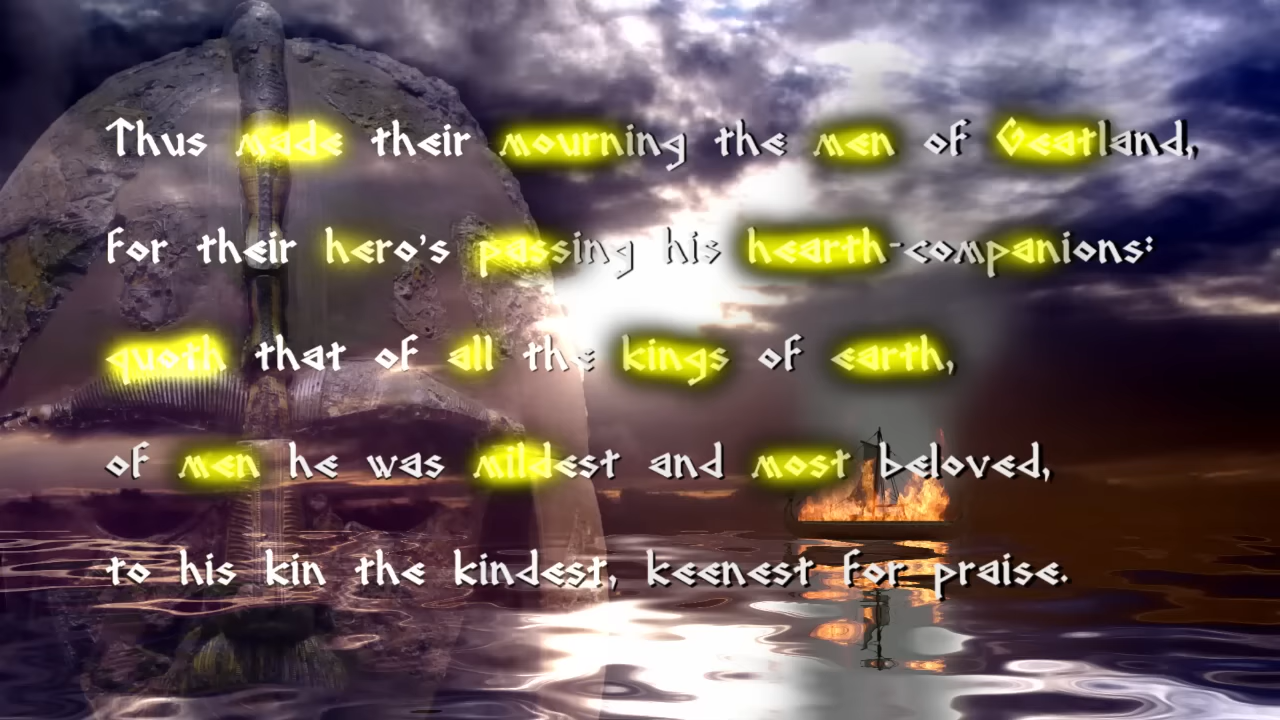 Thus made their mourning the men of Geatland,
For their hero's passing his hearth-companions:
quoth that of all the kings of earth,
of men he was mildest and most beloved,
to his kin the kindest, keenest for praise.